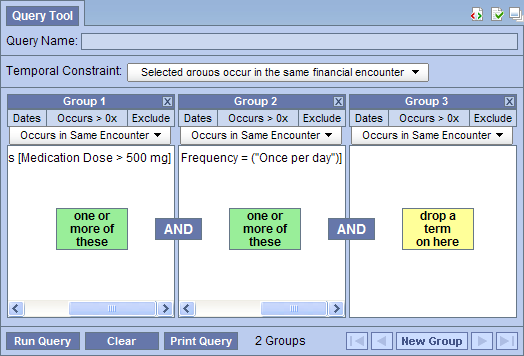 Query Tool
Query Name:
Temporal Constraint: Selected groups occur in the same financial encounter
Group 1 X Group 2 X Group 3 X
Dates Occurs > 0x Exclude Dates Occurs > 0x Exclude Dates Occurs > 0x Exclude
Occurs in Same Encounter Occurs in Same Encounter Occurs in Same Encounter
s [Medication Dose > 500 mg] Frequency = ("Once per day")]
one or more of these AND one or more of these AND drop a term on here
Run Query Clear Print Query 2 Groups New Group